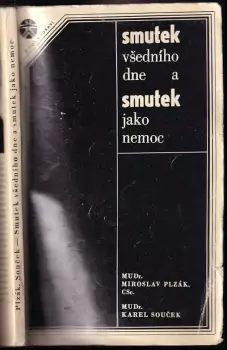 smutek
všedního
dne a
smutek
jako
nemoc
MUDr.
MIROSLAV PLZÁK,
CSc.
MUDr.
KAREL SOUČEK
Plzák, Souček — Smutek všedního dne a smutek jako nemoc